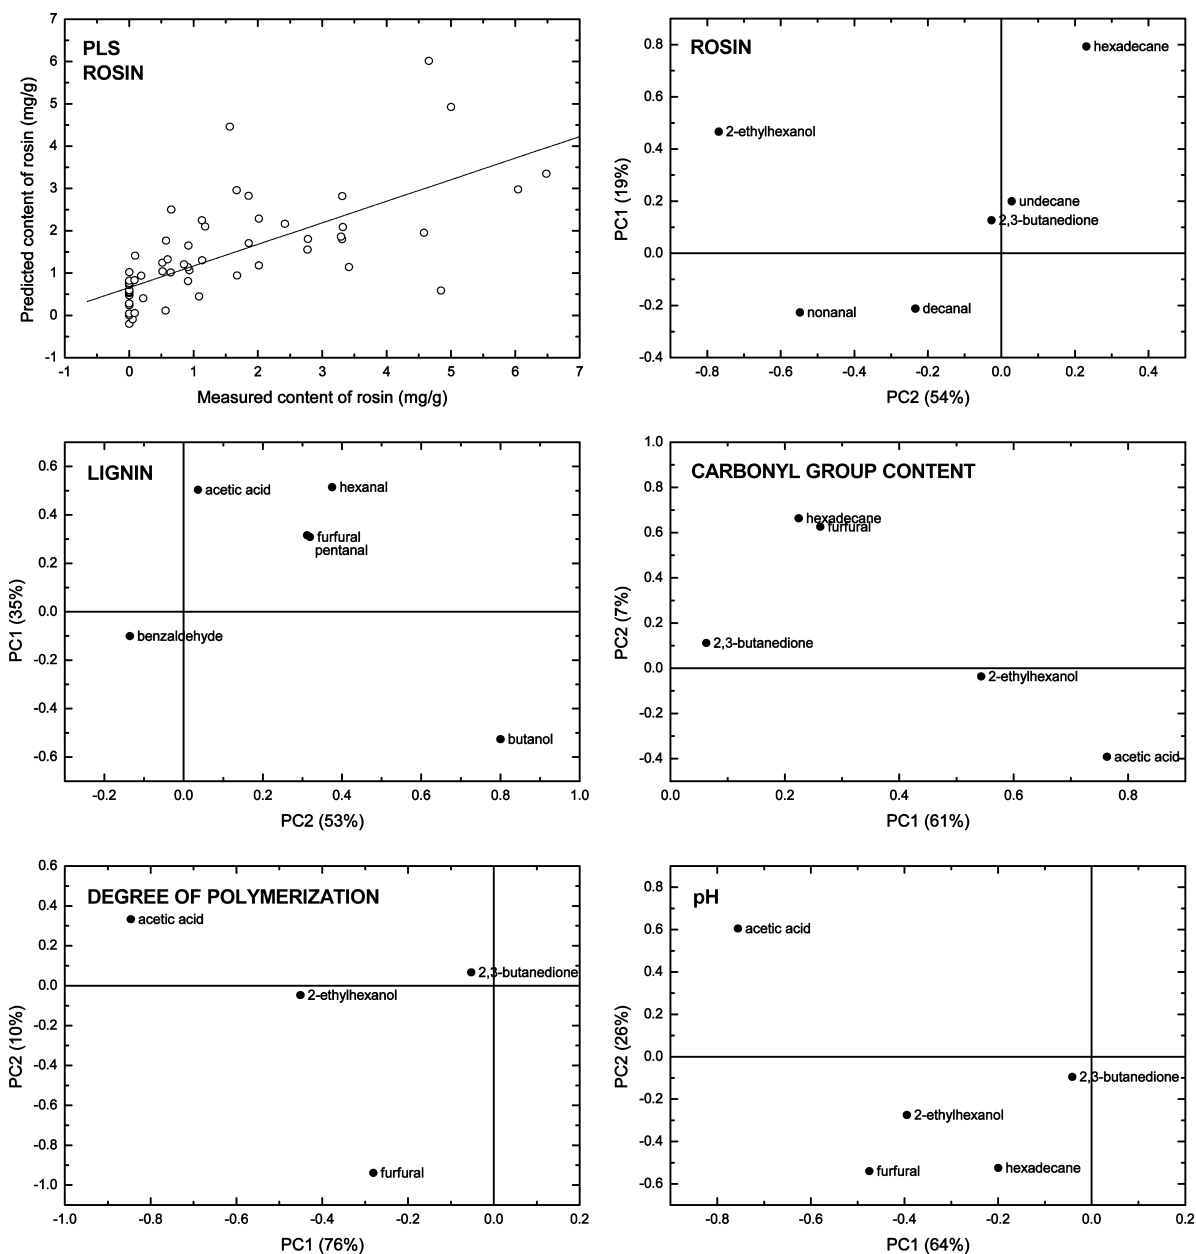 PLS
ROSIN
Predicted content of rosin (mg/g)
7
6
5
4
3
2
1
0
-1
-1 0 1 2 3 4 5 6 7
Measured content of rosin (mg/g)
ROSIN
PC1 (19%)
0.8
0.6
0.4
0.2
0.0
-0.2
-0.4
hexadecane
2-ethylhexanol
undecane
2,3-butanedione
nonanal
decanal
-0.8 -0.6 -0.4 -0.2 0.0 0.2 0.4
PC2 (54%)
LIGNIN
PC1 (35%)
0.6
0.4
0.2
0.0
-0.2
-0.4
-0.6
acetic acid
hexanal
furfural
pentanal
benzaldehyde
butanol
-0.2 0.0 0.2 0.4 0.6 0.8 1.0
PC2 (53%)
CARBONYL GROUP CONTENT
PC2 (7%)
1.0
0.8
0.6
0.4
0.2
0.0
-0.2
-0.4
hexadecane
furfural
2,3-butanedione
2-ethylhexanol
acetic acid
0.0 0.2 0.4 0.6 0.8
PC1 (61%)
DEGREE OF POLYMERIZATION
PC2 (10%)
0.6
0.4
0.2
0.0
-0.2
-0.4
-0.6
-0.8
-1.0
acetic acid
2,3-butanedione
2-ethylhexanol
furfural
-1.0 -0.8 -0.6 -0.4 -0.2 0.0 0.2
PC1 (76%)
pH
PC2 (26%)
0.8
0.6
0.4
0.2
0.0
-0.2
-0.4
-0.6
acetic acid
2,3-butanedione
2-ethylhexanol
furfural
hexadecane
-0.8 -0.6 -0.4 -0.2 0.0 0.2
PC1 (64%)